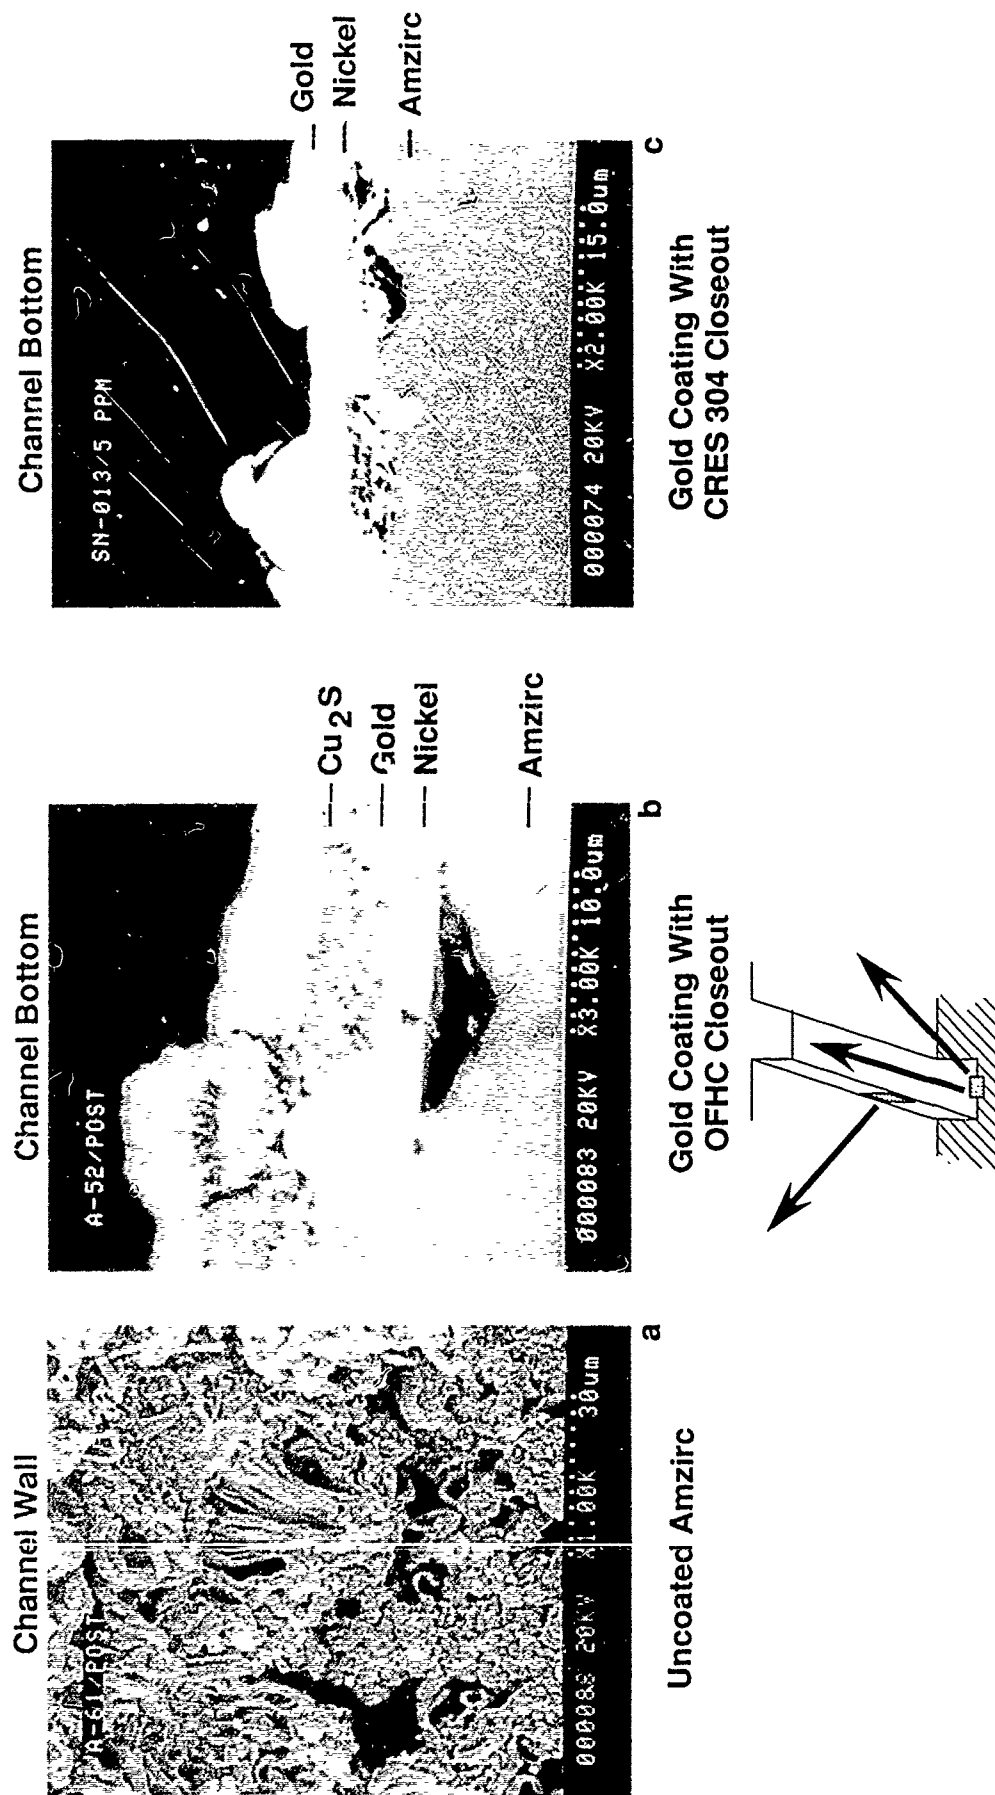 Channel Wall
A-61/POST
000082 20KV X1.00K 30um
a
Uncoated Amzirc
Channel Bottom
A-52/POST
Cu2S
Gold
Nickel
Amzirc
000083 20KV X3.00K 10.0um
b
Gold Coating With
OFHC Closeout
Channel Bottom
SN-013/5 PPM
Gold
Nickel
Amzirc
000074 20KV X2.00K 15.0um
c
Gold Coating With
CRES 304 Closeout